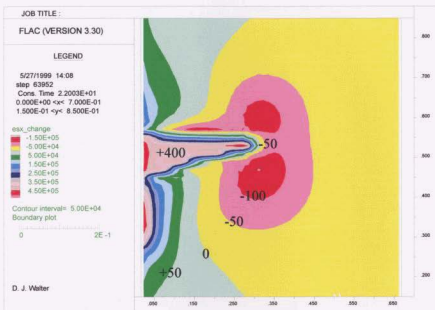 JOB TITLE :
FLAC (VERSION 3.30)
LEGEND
5/27/1999 14:08
step 63952
Cons. Time 2.2003E+01
0.000E+00 <x< 7.000E-01
1.500E-01 <y< 8.500E-01
esx_change
-1.50E+05
-5.00E+04
5.00E+04
1.50E+05
2.50E+05
3.50E+05
4.50E+05
Contour interval= 5.00E+04
Boundary plot
0 2E -1
D. J. Walter
+400
-50
-100
-50
0
+50
.800
.700
.600
.500
.400
.300
.200
.050 .150 .250 .350 .450 .550 .650